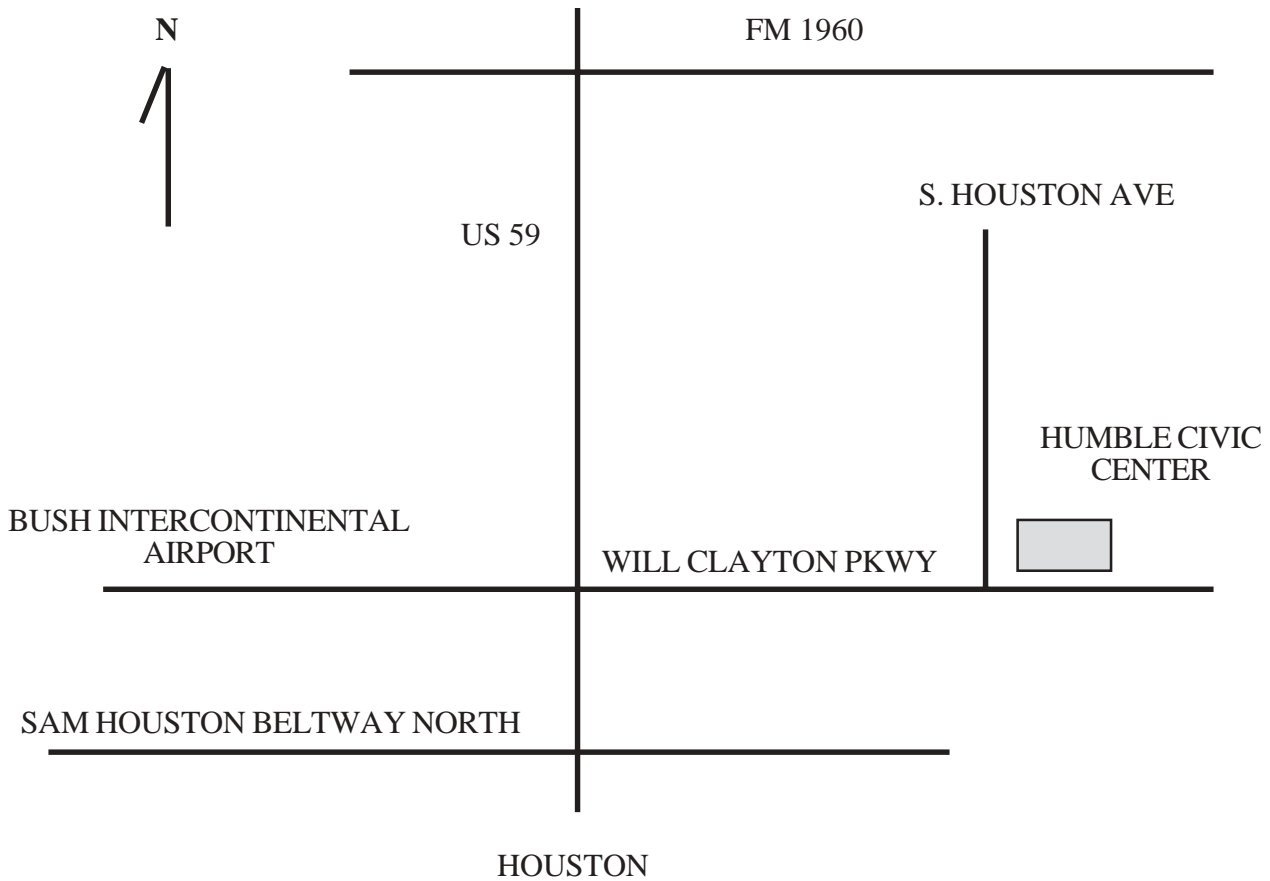 N
FM 1960
S. HOUSTON AVE
US 59
HUMBLE CIVIC
CENTER
BUSH INTERCONTINENTAL
AIRPORT
WILL CLAYTON PKWY
SAM HOUSTON BELTWAY NORTH
HOUSTON